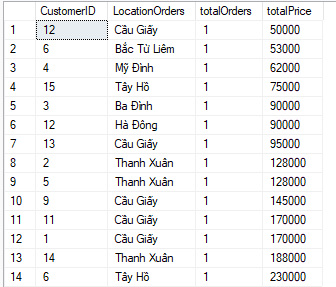 CustomerID LocationOrders totalOrders totalPrice
1 12 Cầu Giấy 1 50000
2 6 Bắc Từ Liêm 1 53000
3 4 Mỹ Đình 1 62000
4 15 Tây Hồ 1 75000
5 3 Ba Đình 1 90000
6 12 Hà Đông 1 90000
7 13 Cầu Giấy 1 95000
8 2 Thanh Xuân 1 128000
9 5 Thanh Xuân 1 128000
10 9 Cầu Giấy 1 145000
11 11 Cầu Giấy 1 170000
12 1 Cầu Giấy 1 170000
13 14 Thanh Xuân 1 188000
14 6 Tây Hồ 1 230000